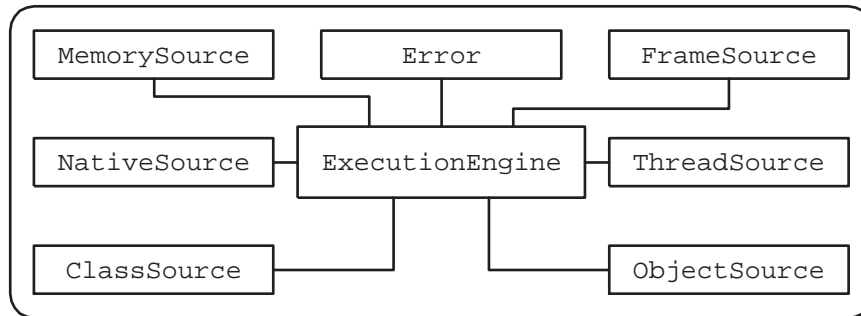 MemorySource
Error
FrameSource
NativeSource
ExecutionEngine
ThreadSource
ClassSource
ObjectSource